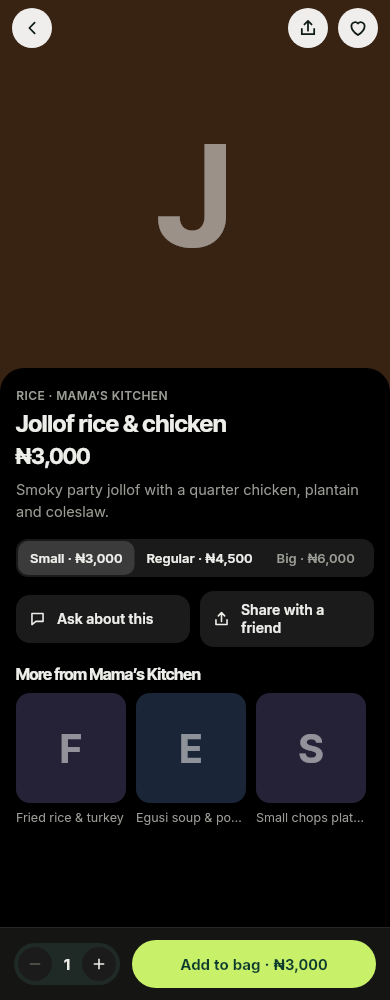 J
RICE · MAMA’S KITCHEN
Jollof rice & chicken
₦3,000
Smoky party jollof with a quarter chicken, plantain
and coleslaw.
Small · ₦3,000 Regular · ₦4,500 Big · ₦6,000
Ask about this
Share with a
friend
More from Mama’s Kitchen
F E S
Fried rice & turkey Egusi soup & po… Small chops plat…
1 Add to bag · ₦3,000